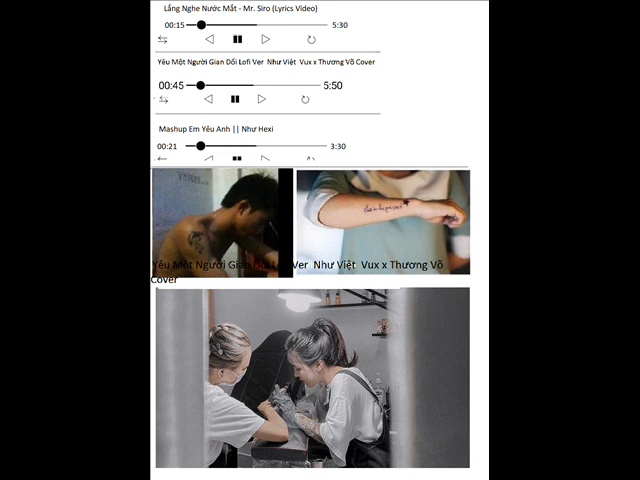 Lắng Nghe Nước Mắt - Mr. Siro (Lyrics Video)
00:15 5:30
Yêu Một Người Gian Dối Lofi Ver Như Việt Vux x Thương Võ Cover
00:45 5:50
Mashup Em Yêu Anh || Như Hexi
00:21 3:30
Yêu Một Người Gian Dối Lofi Ver Như Việt Vux x Thương Võ
Cover